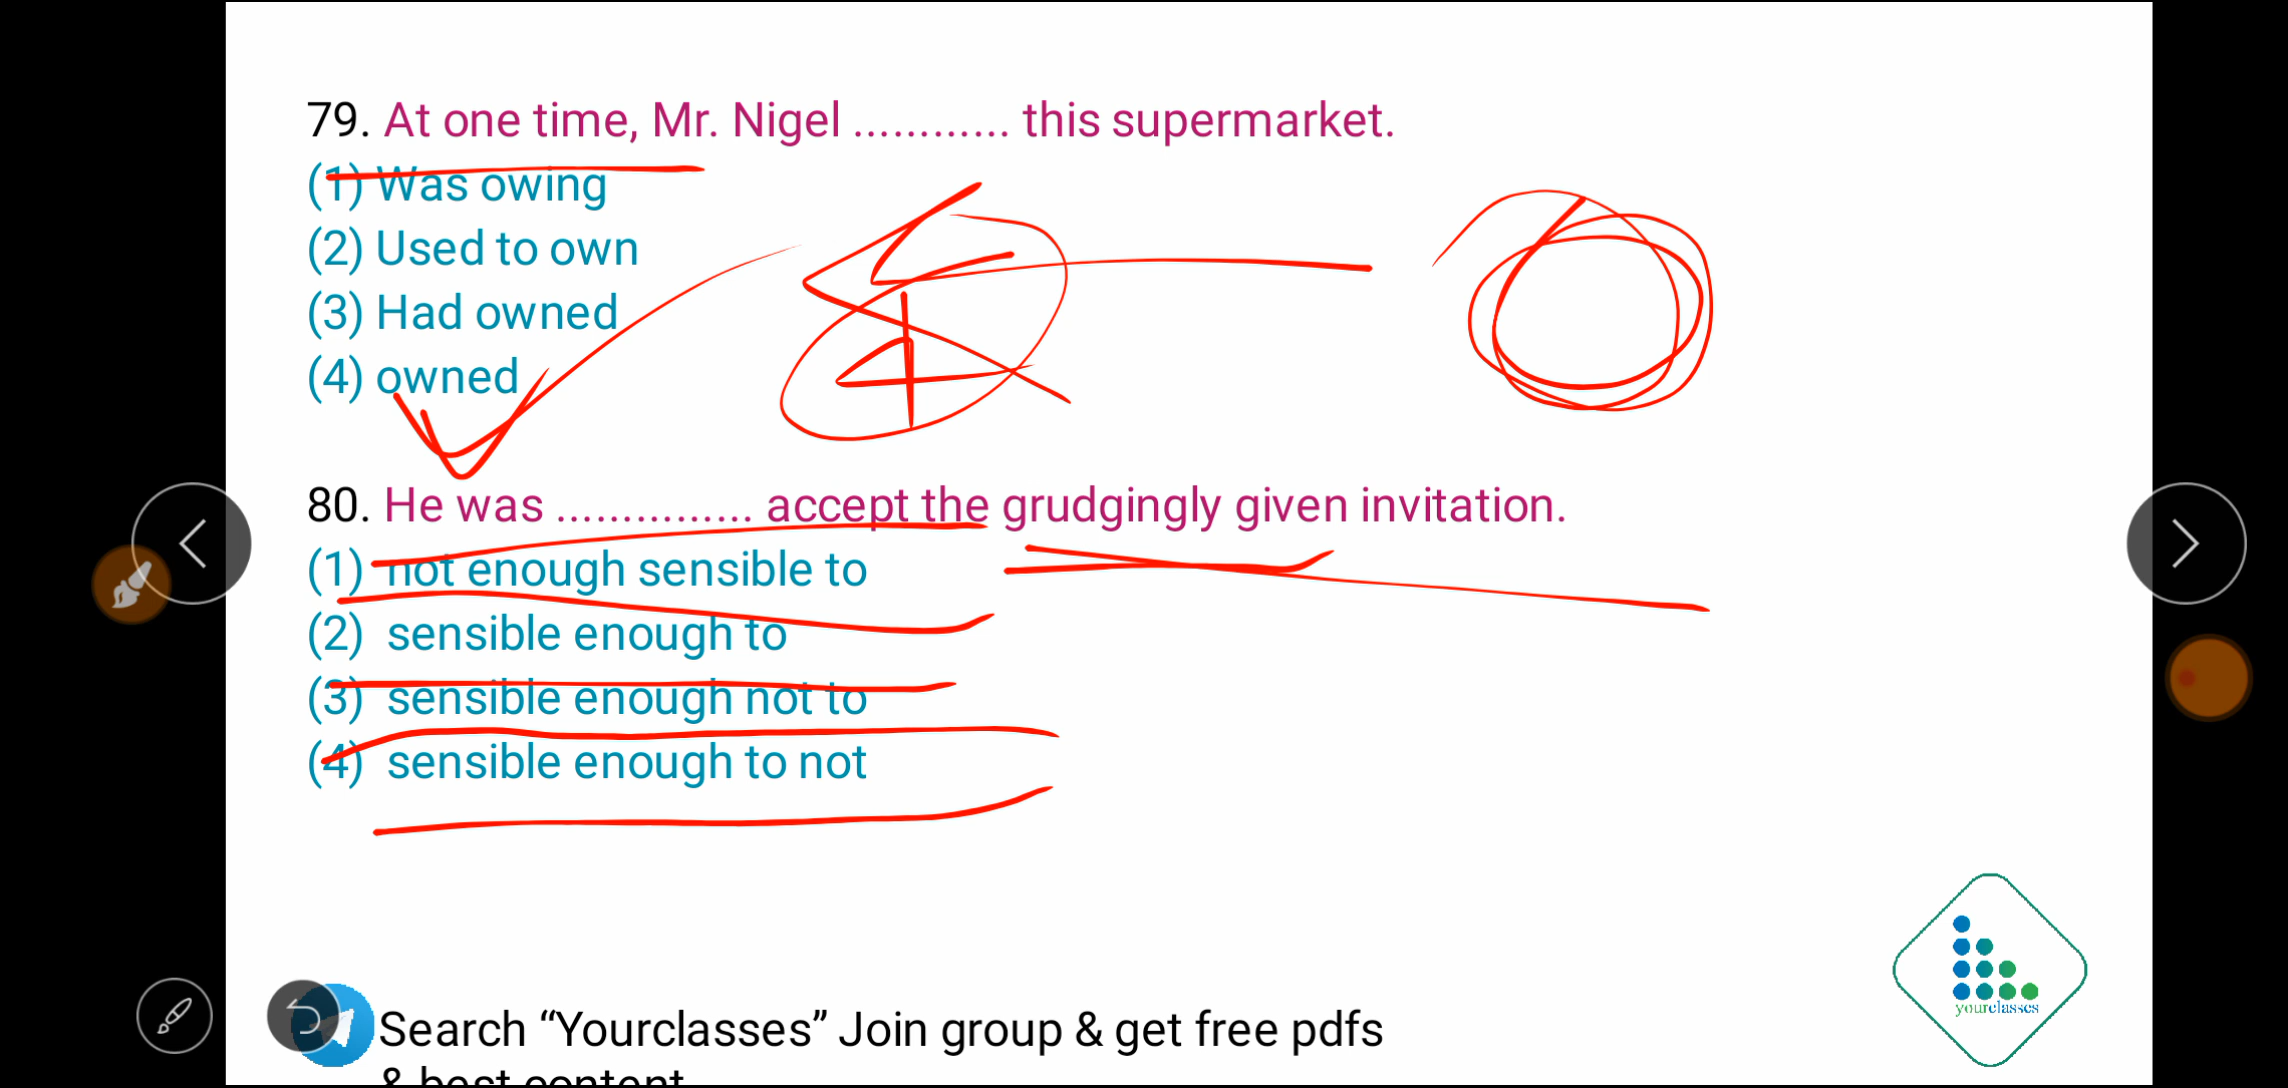 79. At one time, Mr. Nigel ............ this supermarket.
(1) Was owing
(2) Used to own
(3) Had owned
(4) owned
80. He was ............... accept the grudgingly given invitation.
(1) not enough sensible to
(2) sensible enough to
(3) sensible enough not to
(4) sensible enough to not
yourclasses
Search “Yourclasses” Join group & get free pdfs
& best content